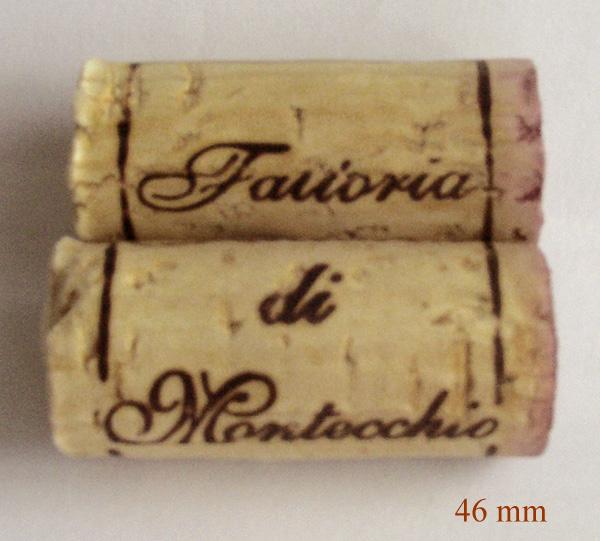 Fattoria
di
Montecchio
46 mm